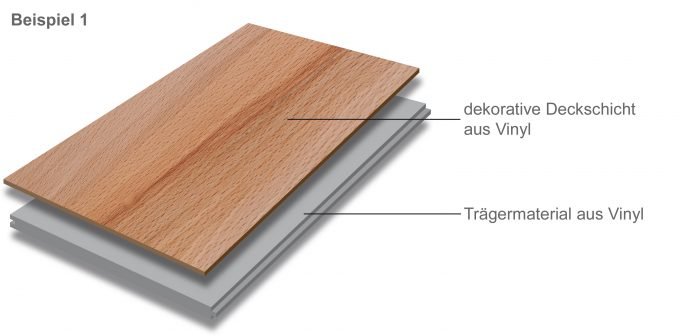 Beispiel 1
dekorative Deckschicht
aus Vinyl
Trägermaterial aus Vinyl